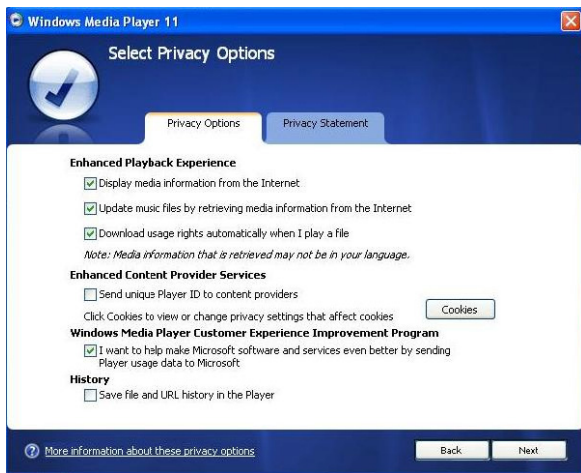 Windows Media Player 11
Select Privacy Options
Privacy Options
Privacy Statement
Enhanced Playback Experience
Display media information from the Internet
Update music files by retrieving media information from the Internet
Download usage rights automatically when I play a file
Note: Media information that is retrieved may not be in your language.
Enhanced Content Provider Services
Send unique Player ID to content providers
Click Cookies to view or change privacy settings that affect cookies
Cookies
Windows Media Player Customer Experience Improvement Program
I want to help make Microsoft software and services even better by sending
Player usage data to Microsoft
History
Save file and URL history in the Player
More information about these privacy options
Back
Next